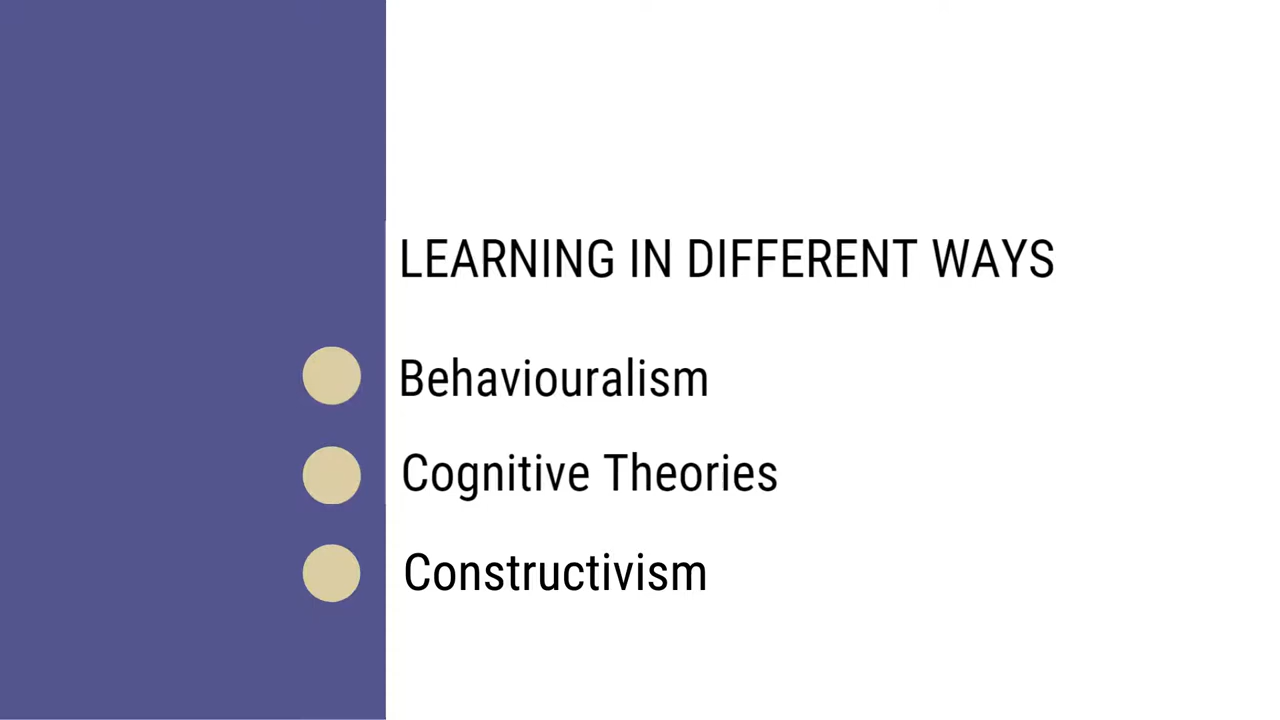 LEARNING IN DIFFERENT WAYS
Behaviouralism
Cognitive Theories
Constructivism